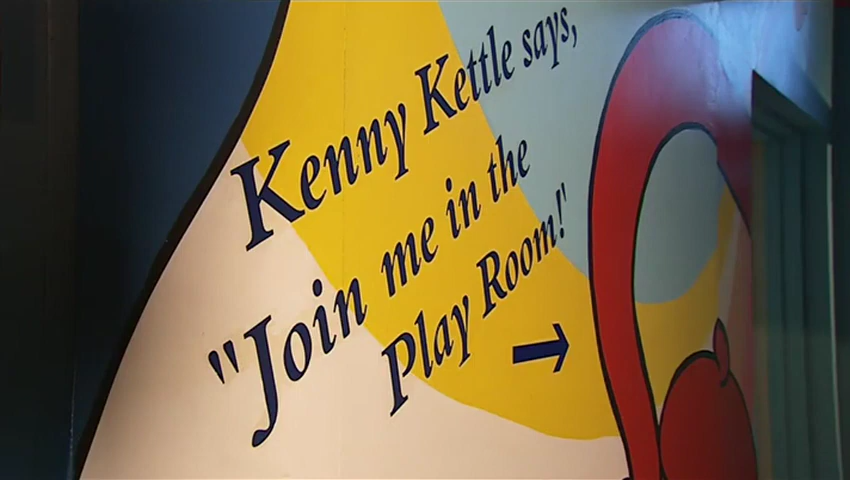 Kenny Kettle says,
"Join me in the
Play Room!'